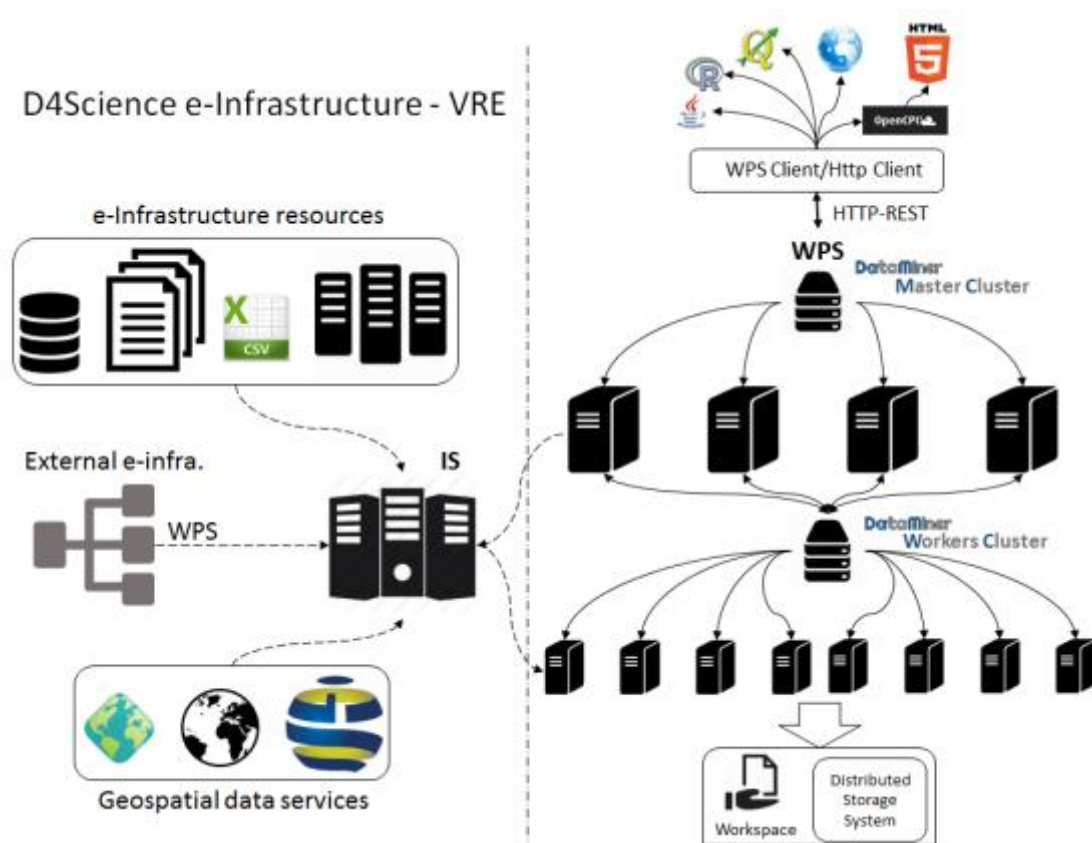 D4Science e-Infrastructure - VRE
e-Infrastructure resources
X
CSV
External e-infra.
WPS
IS
Geospatial data services
HTML
5
R
Java
OpenCPU
WPS Client/Http Client
HTTP-REST
WPS
DataMiner
Master Cluster
DataMiner
Workers Cluster
Workspace
Distributed
Storage
System